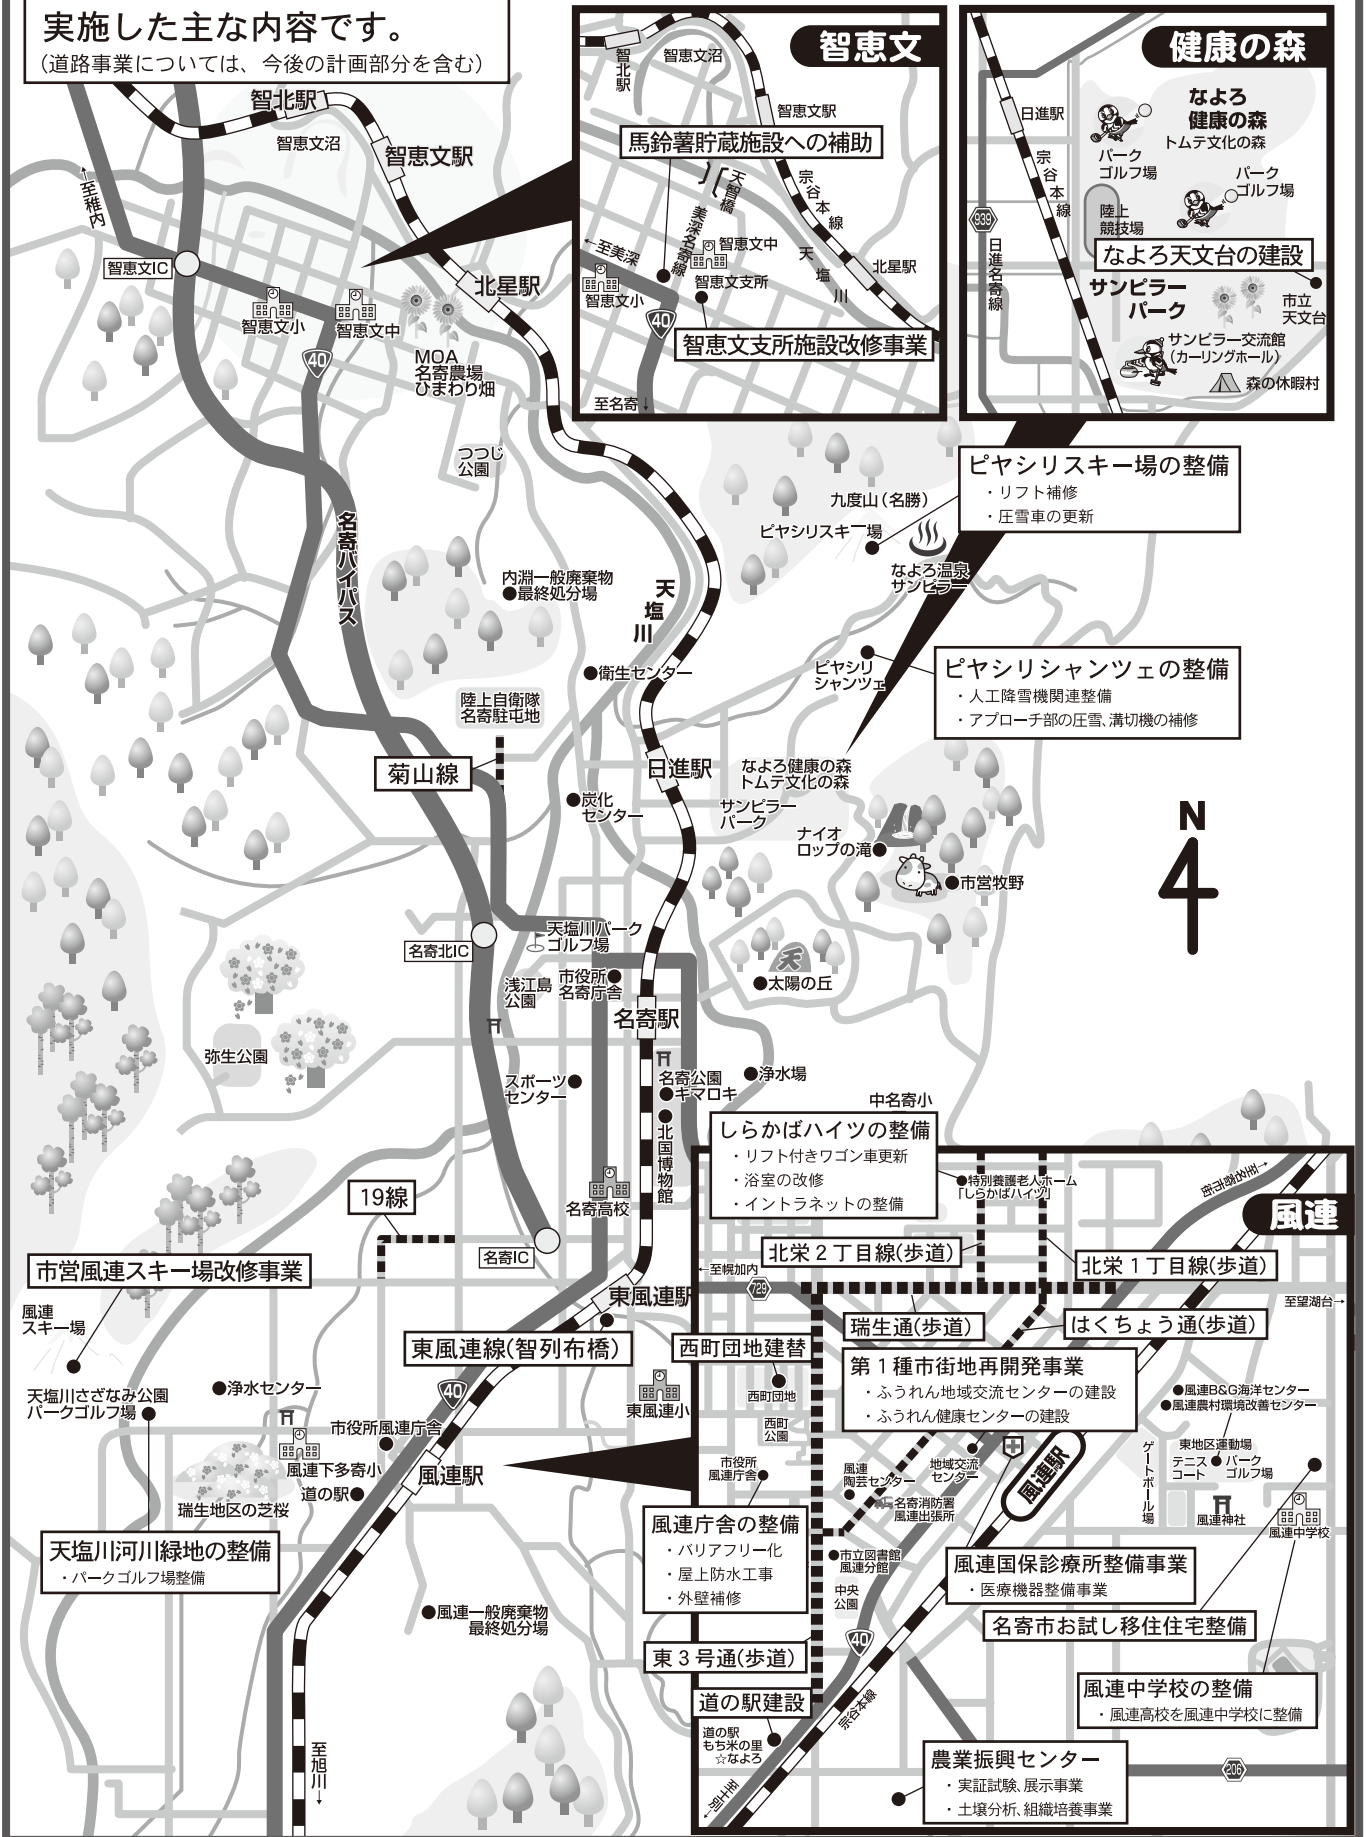 実施した主な内容です。
(道路事業については、今後の計画部分を含む)
智恵文
智北駅
智恵文沼
智恵文駅
馬鈴薯貯蔵施設への補助
天智橋
宗谷本線
美深名寄線
←至美深
智恵文中
智恵文支所
天塩川
北星駅
智恵文小
40
智恵文支所施設改修事業
至名寄↓
健康の森
日進駅
なよろ
健康の森
トムテ文化の森
パーク
ゴルフ場
パーク
ゴルフ場
宗谷本線
939
日進名寄線
陸上
競技場
なよろ天文台の建設
サンピラー
パーク
市立
天文台
サンピラー交流館
(カーリングホール)
森の休暇村
智北駅
智恵文沼
智恵文駅
←至稚内
智恵文IC
北星駅
智恵文小
智恵文中
40
MOA
名寄農場
ひまわり畑
つつじ
公園
名寄バイパス
内淵一般廃棄物
最終処分場
天塩川
衛生センター
陸上自衛隊
名寄駐屯地
菊山線
日進駅
炭化
センター
九度山(名勝)
ピヤシリスキー場
なよろ温泉
サンピラー
ピヤシリスキー場の整備
・リフト補修
・圧雪車の更新
ピヤシリ
シャンツェ
ピヤシリシャンツェの整備
・人工降雪機関連整備
・アプローチ部の圧雪、溝切機の補修
なよろ健康の森
トムテ文化の森
サンピラー
パーク
ナイオ
ロップの滝
市営牧野
N
太陽の丘
名寄北IC
天塩川パーク
ゴルフ場
浅江島
公園
市役所
名寄庁舎
名寄駅
弥生公園
スポーツ
センター
名寄公園
キマロキ
浄水場
北国博物館
中名寄小
名寄高校
19線
名寄IC
市営風連スキー場改修事業
風連
スキー場
東風連駅
東風連線(智列布橋)
40
東風連小
天塩川さざなみ公園
パークゴルフ場
浄水センター
市役所風連庁舎
風連下多寄小
風連駅
道の駅
瑞生地区の芝桜
天塩川河川緑地の整備
・パークゴルフ場整備
風連一般廃棄物
最終処分場
至旭川→
しらかばハイツの整備
・リフト付きワゴン車更新
・浴室の改修
・イントラネットの整備
特別養護老人ホーム
「しらかばハイツ」
至名寄市街→
風連
北栄2丁目線(歩道)
北栄1丁目線(歩道)
←至幌加内
729
至望湖台→
瑞生通(歩道)
はくちょう通(歩道)
西町団地建替
西町団地
西町
公園
第1種市街地再開発事業
・ふうれん地域交流センターの建設
・ふうれん健康センターの建設
風連B&G海洋センター
風連農村環境改善センター
東地区運動場
テニス
コート
パーク
ゴルフ場
ゲートボール場
市役所
風連庁舎
風連
陶芸センター
地域交流
センター
風連駅
名寄消防署
風連出張所
風連神社
風連中学校
風連庁舎の整備
・バリアフリー化
・屋上防水工事
・外壁補修
市立図書館
風連分館
中央
公園
風連国保診療所整備事業
・医療機器整備事業
名寄市お試し移住住宅整備
東3号通(歩道)
40
道の駅建設
風連中学校の整備
・風連高校を風連中学校に整備
宗谷本線
道の駅
もち米の里
☆なよろ
←至士別
農業振興センター
・実証試験、展示事業
・土壌分析、組織培養事業
206